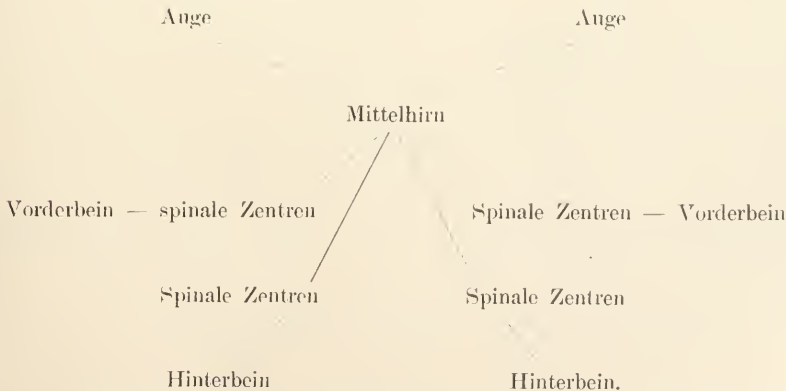 Auge Auge
Mittelhirn
Vorderbein — spinale Zentren Spinale Zentren — Vorderbein
Spinale Zentren Spinale Zentren
Hinterbein Hinterbein.